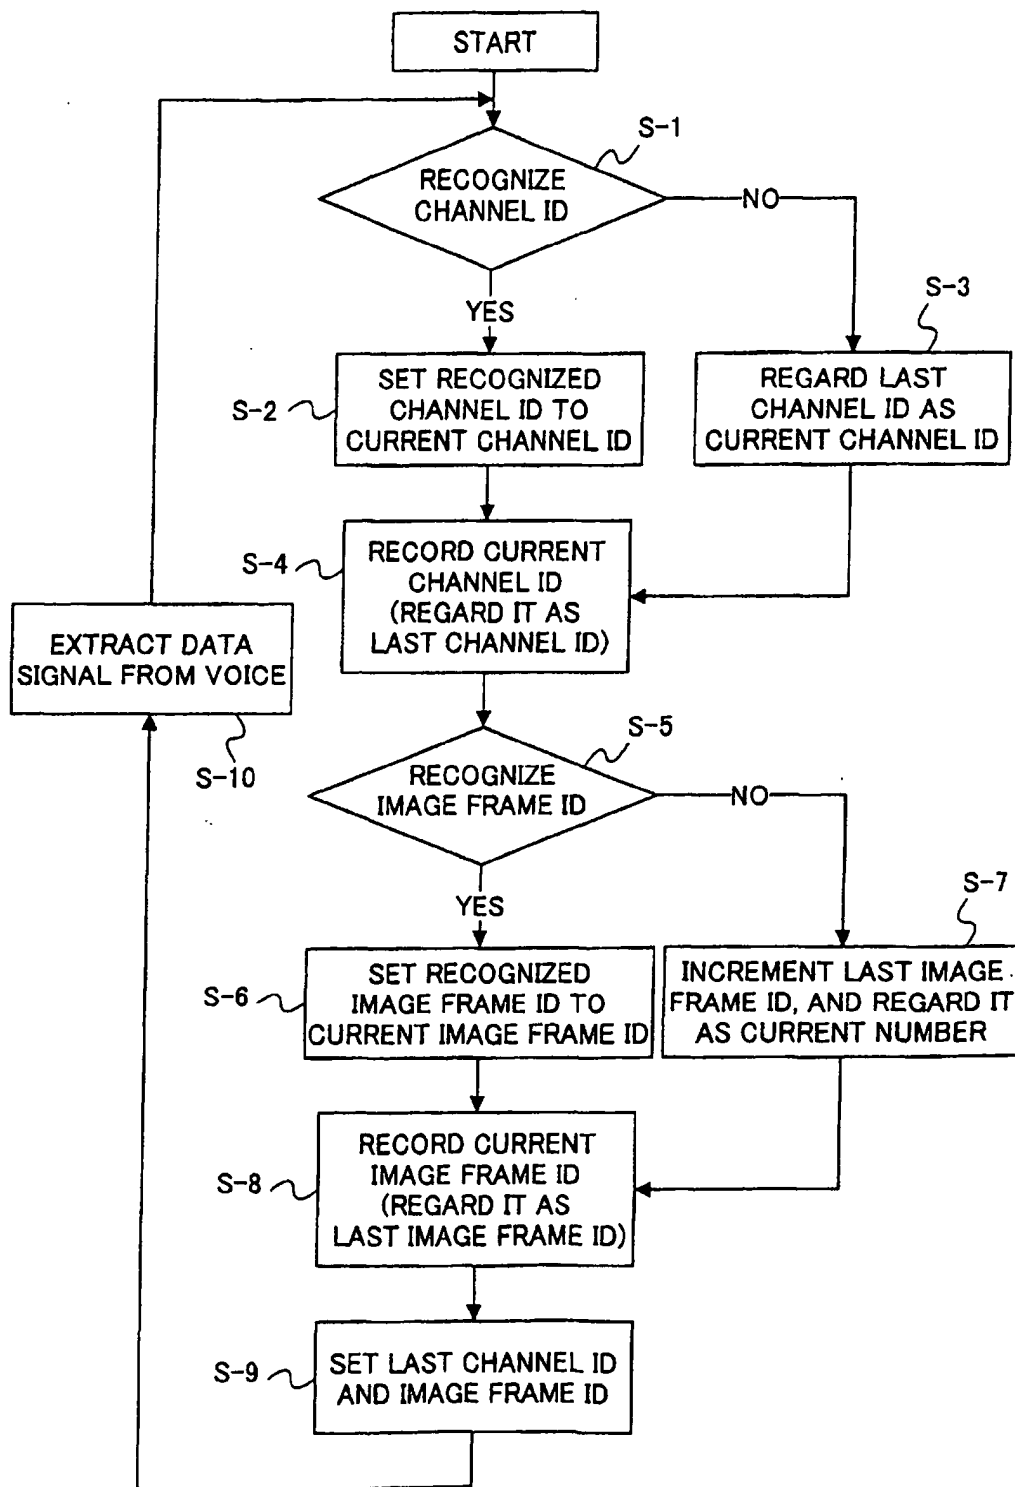 START
S-1
RECOGNIZE
CHANNEL ID
NO
YES
S-3
S-2
SET RECOGNIZED
CHANNEL ID TO
CURRENT CHANNEL ID
REGARD LAST
CHANNEL ID AS
CURRENT CHANNEL ID
S-4
RECORD CURRENT
CHANNEL ID
(REGARD IT AS
LAST CHANNEL ID)
EXTRACT DATA
SIGNAL FROM VOICE
S-10
S-5
RECOGNIZE
IMAGE FRAME ID
NO
YES
S-7
S-6
SET RECOGNIZED
IMAGE FRAME ID TO
CURRENT IMAGE FRAME ID
INCREMENT LAST IMAGE
FRAME ID, AND REGARD IT
AS CURRENT NUMBER
S-8
RECORD CURRENT
IMAGE FRAME ID
(REGARD IT AS
LAST IMAGE FRAME ID)
S-9
SET LAST CHANNEL ID
AND IMAGE FRAME ID